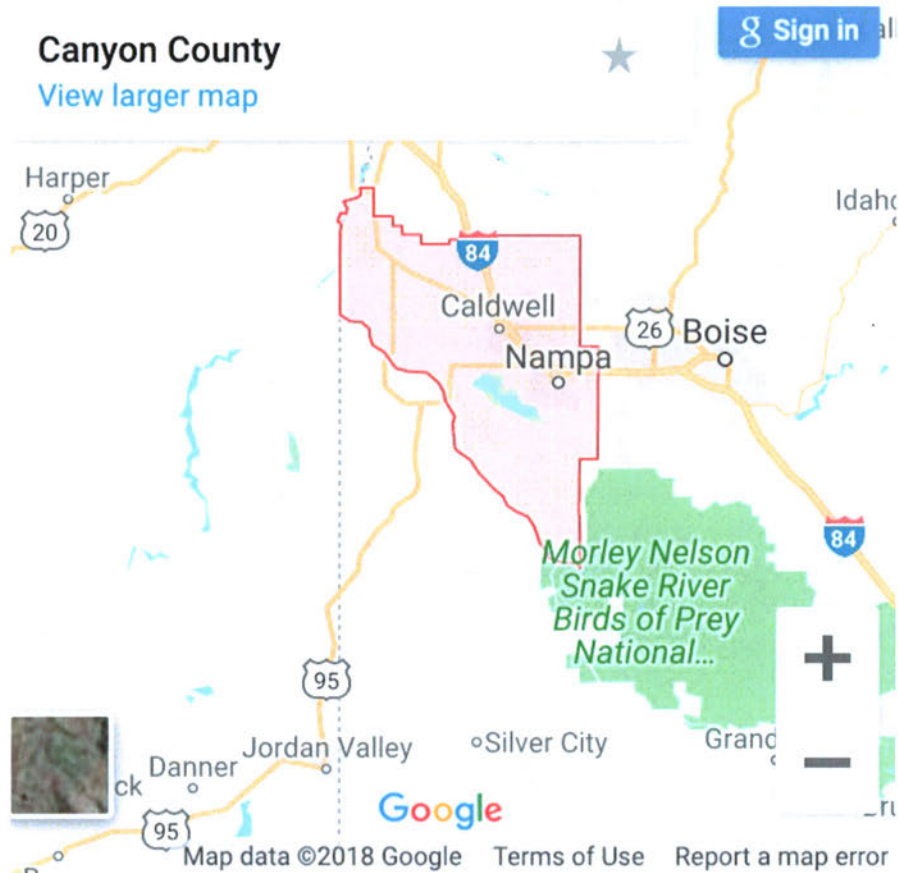 Canyon County
View larger map
g Sign in
Harper
20
84
Caldwell
26
Boise
Nampa
Morley Nelson
Snake River
Birds of Prey
National...
84
95
Jordan Valley
Silver City
Danner
95
Google
Map data ©2018 Google Terms of Use Report a map error